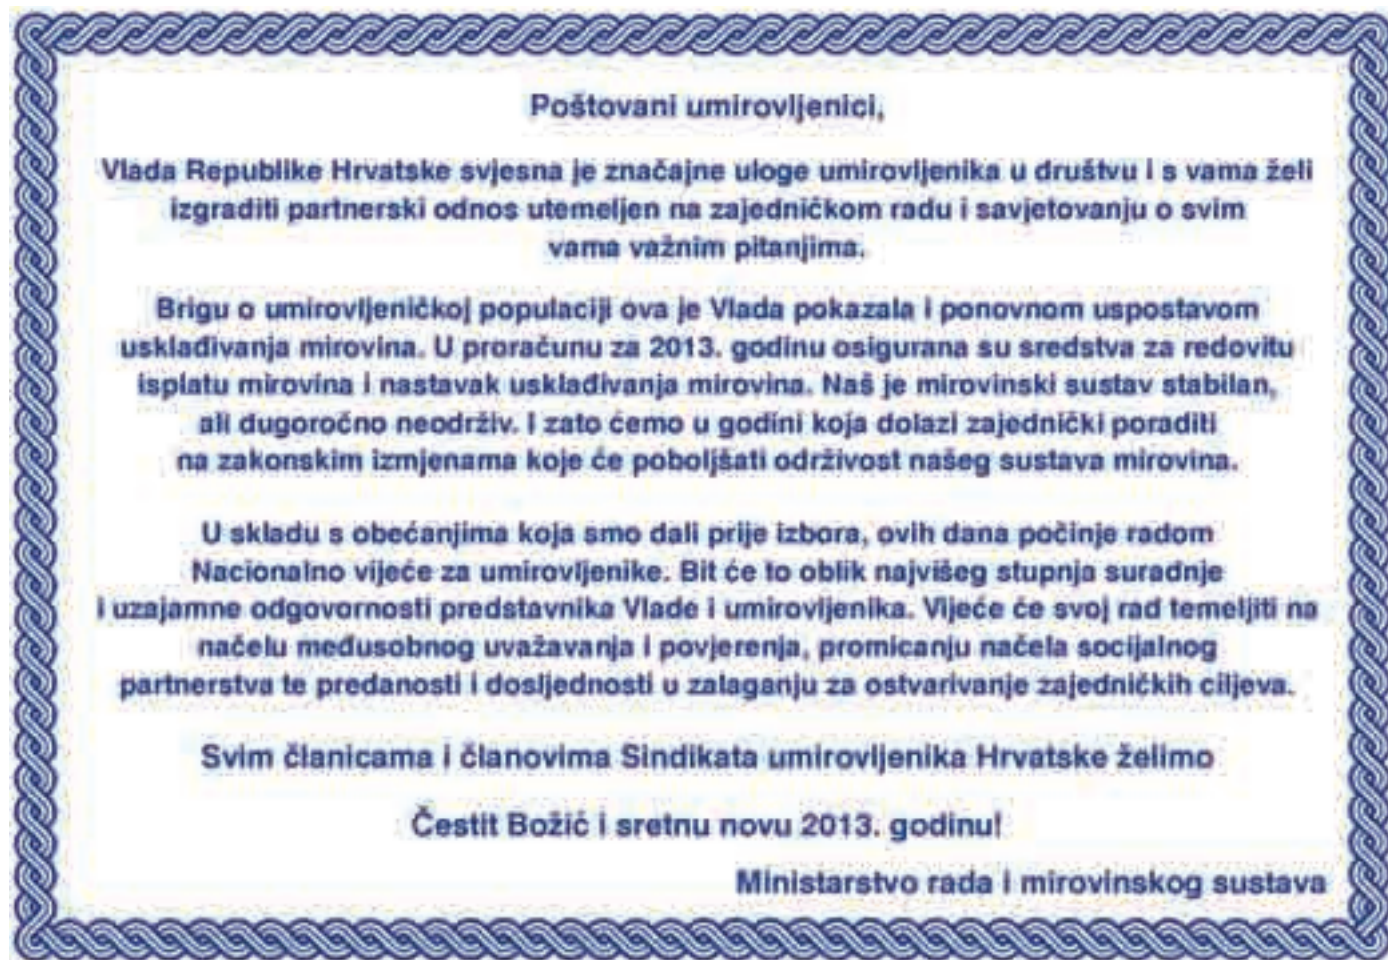 Poštovani umirovljenici,
Vlada Republike Hrvatske svjesna je značajne uloge umirovljenika u društvu i s vama želi
izgraditi partnerski odnos utemeljen na zajedničkom radu i savjetovanju o svim
vama važnim pitanjima.
Brigu o umirovljeničkoj populaciji ova je Vlada pokazala i ponovnom uspostavom
usklađivanja mirovina. U proračunu za 2013. godinu osigurana su sredstva za redovitu
isplatu mirovina i nastavak usklađivanja mirovina. Naš je mirovinski sustav stabilan,
ali dugoročno neodrživ. I zato ćemo u godini koja dolazi zajednički poraditi
na zakonskim izmjenama koje će poboljšati održivost našeg sustava mirovina.
U skladu s obećanjima koja smo dali prije izbora, ovih dana počinje radom
Nacionalno vijeće za umirovljenike. Bit će to oblik najvišeg stupnja suradnje
i uzajamne odgovornosti predstavnika Vlade i umirovljenika. Vijeće će svoj rad temeljiti na
načelu međusobnog uvažavanja i povjerenja, promicanju načela socijalnog
partnerstva te predanosti i dosljednosti u zalaganju za ostvarivanje zajedničkih ciljeva.
Svim članicama i članovima Sindikata umirovljenika Hrvatske želimo
Čestit Božić i sretnu novu 2013. godinu!
Ministarstvo rada i mirovinskog sustava